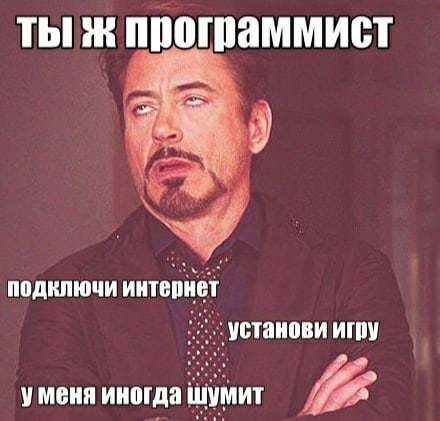 ты ж программист
подключи интернет
установи игру
у меня иногда шумит